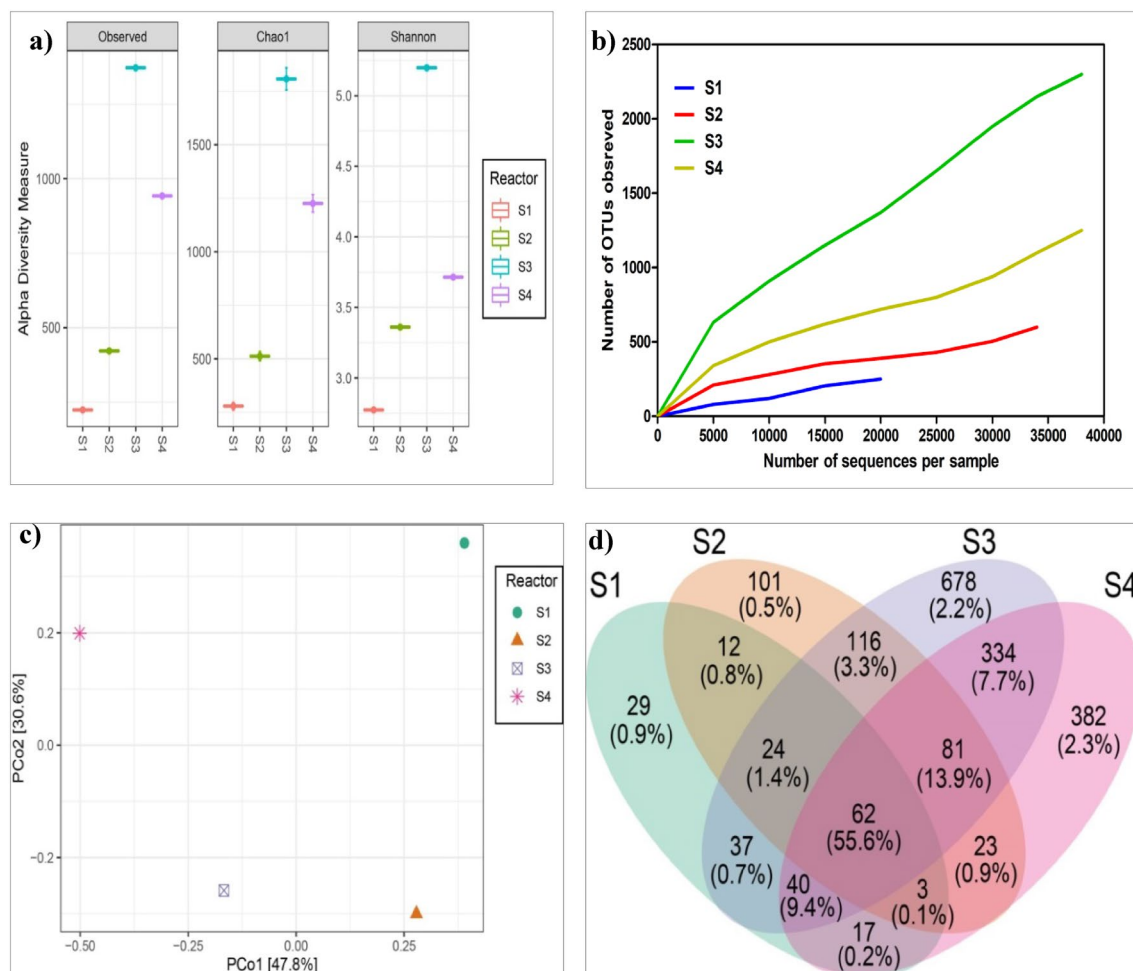 a)
Observed
Chao1
Shannon
Alpha Diversity Measure
1000
500
1500
1000
500
5.0
4.5
4.0
3.5
3.0
S1
S2
S3
S4
S1
S2
S3
S4
S1
S2
S3
S4
Reactor
S1
S2
S3
S4
b)
Number of OTUs obsreved
2500
2000
1500
1000
500
0
S1
S2
S3
S4
0
5000
10000
15000
20000
25000
30000
35000
40000
Number of sequences per sample
c)
PCo2 [30.6%]
0.2
0.0
−0.2
−0.50
−0.25
0.00
0.25
PCo1 [47.8%]
Reactor
S1
S2
S3
S4
d)
S1
S2
S3
S4
101
(0.5%)
678
(2.2%)
12
(0.8%)
116
(3.3%)
334
(7.7%)
29
(0.9%)
382
(2.3%)
24
(1.4%)
81
(13.9%)
62
(55.6%)
37
(0.7%)
23
(0.9%)
40
(9.4%)
3
(0.1%)
17
(0.2%)